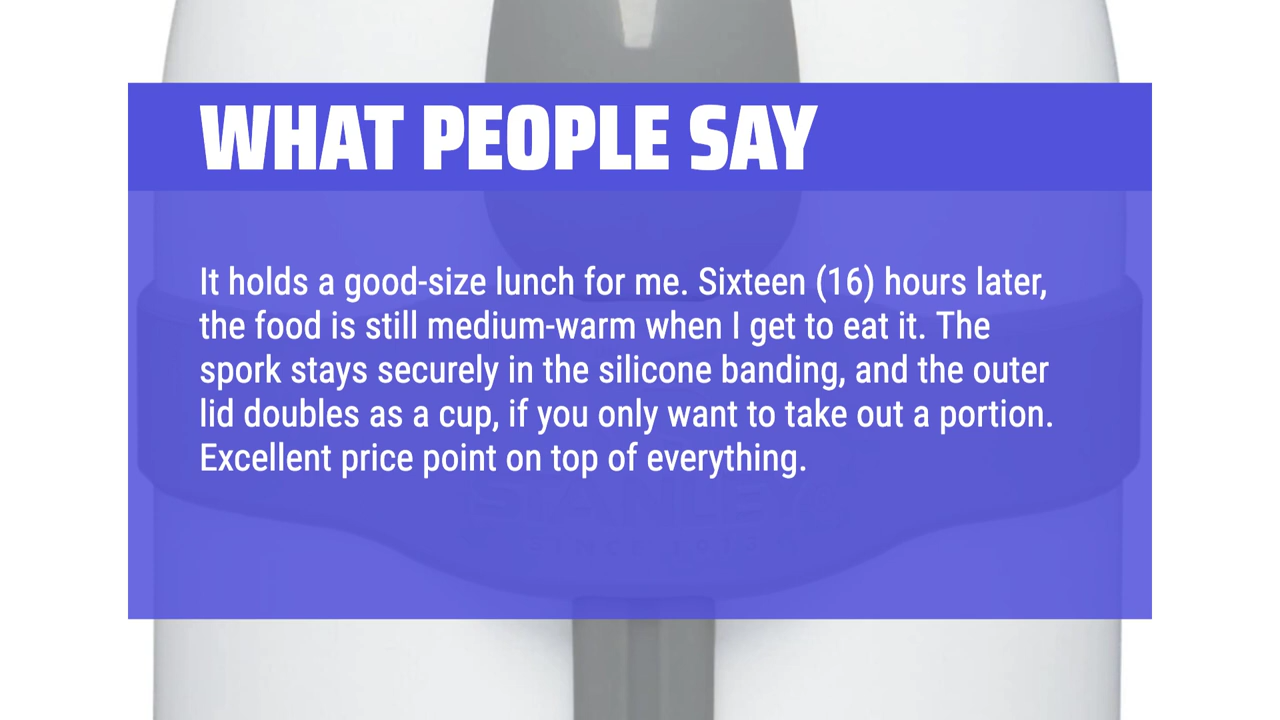 WHAT PEOPLE SAY
It holds a good-size lunch for me. Sixteen (16) hours later,
the food is still medium-warm when I get to eat it. The
spork stays securely in the silicone banding, and the outer
lid doubles as a cup, if you only want to take out a portion.
Excellent price point on top of everything.
STANLEY